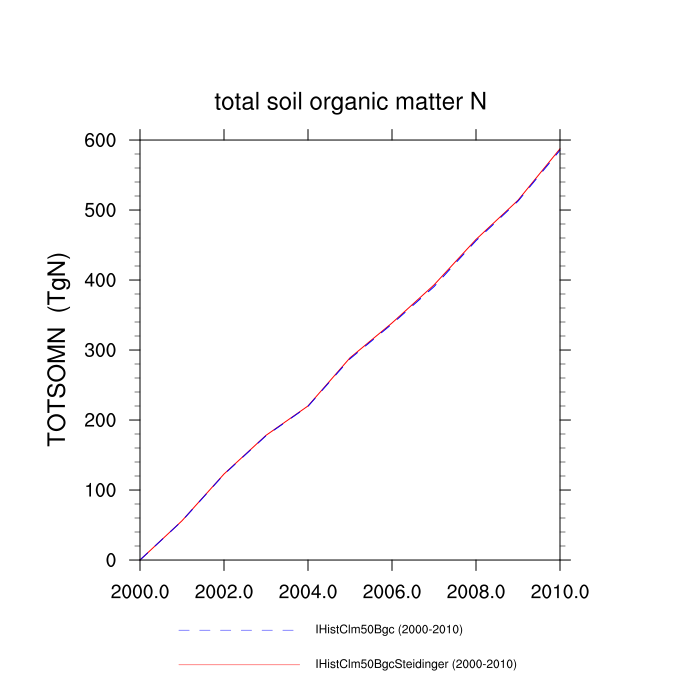 total soil organic matter N
TOTSOMN (TgN)
600
500
400
300
200
100
0
2000.0 2002.0 2004.0 2006.0 2008.0 2010.0
IHistClm50Bgc (2000-2010)
IHistClm50BgcSteidinger (2000-2010)